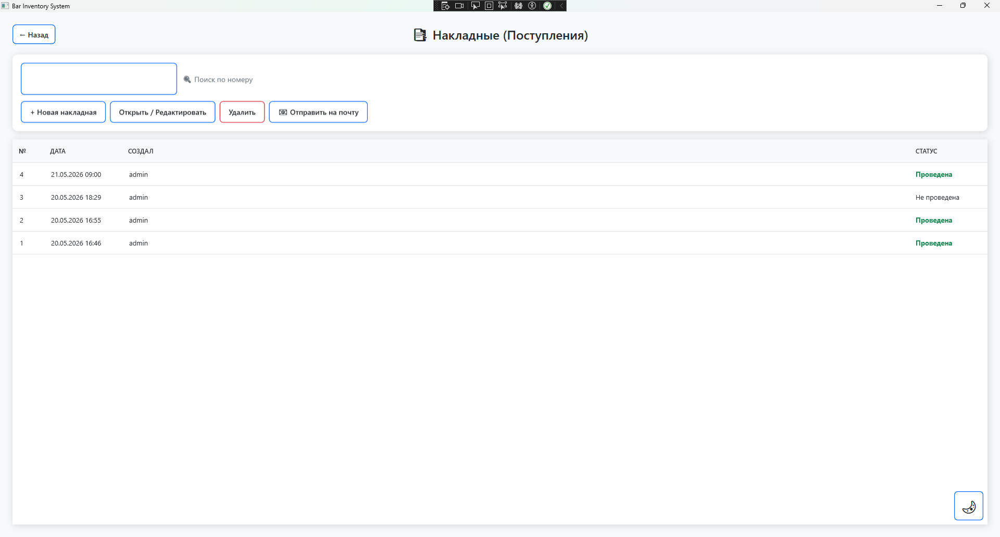 Bar Inventory System
← Назад
Накладные (Поступления)
Поиск по номеру
+ Новая накладная
Открыть / Редактировать
Удалить
Отправить на почту
№ ДАТА СОЗДАЛ СТАТУС
4 21.05.2026 09:00 admin Проведена
3 20.05.2026 18:29 admin Не проведена
2 20.05.2026 16:55 admin Проведена
1 20.05.2026 16:46 admin Проведена